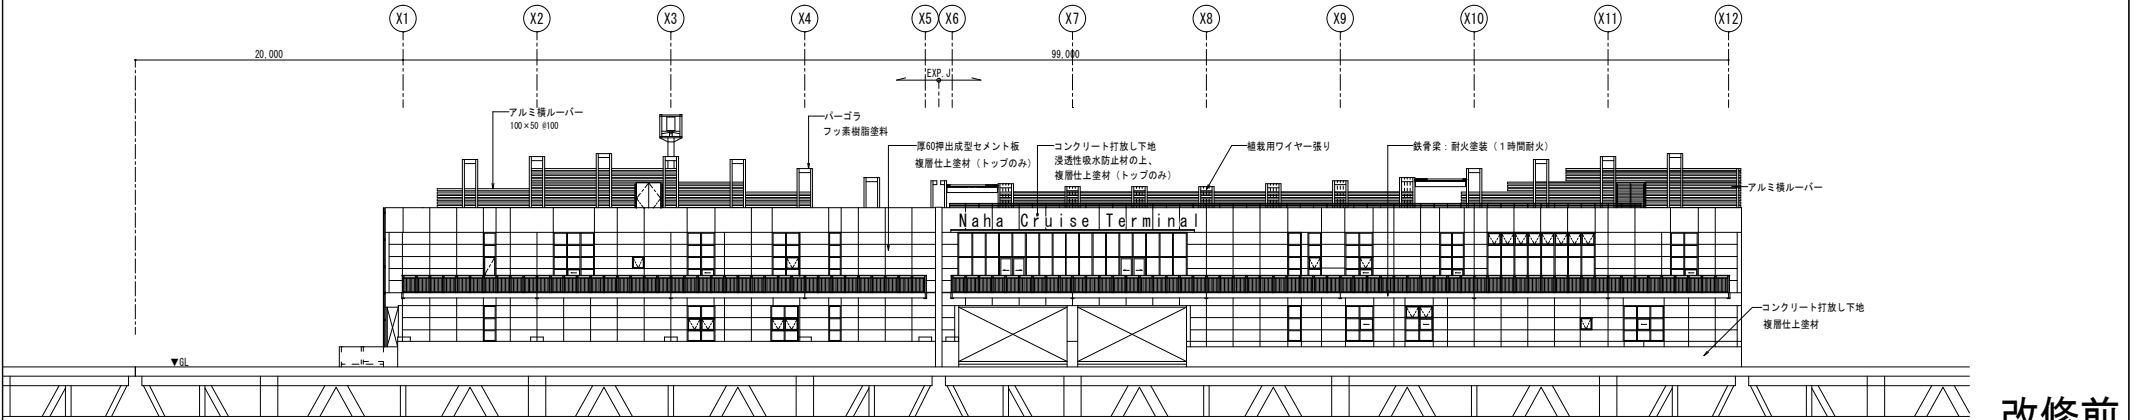 X1 X2 X3 X4 X5 X6 X7 X8 X9 X10 X11 X12
20,000 99,000
EXP.J
アルミ横ルーバー
100×50 @100
パーゴラ
フッ素樹脂塗料
厚60押出成型セメント板
複層仕上塗材（トップのみ）
コンクリート打放し下地
浸透性吸水防止材の上、
複層仕上塗材（トップのみ）
植栽用ワイヤー張り
鉄骨梁：耐火塗装（１時間耐火）
アルミ横ルーバー
Naha Cruise Terminal
コンクリート打放し下地
複層仕上塗材
▼GL
改修前